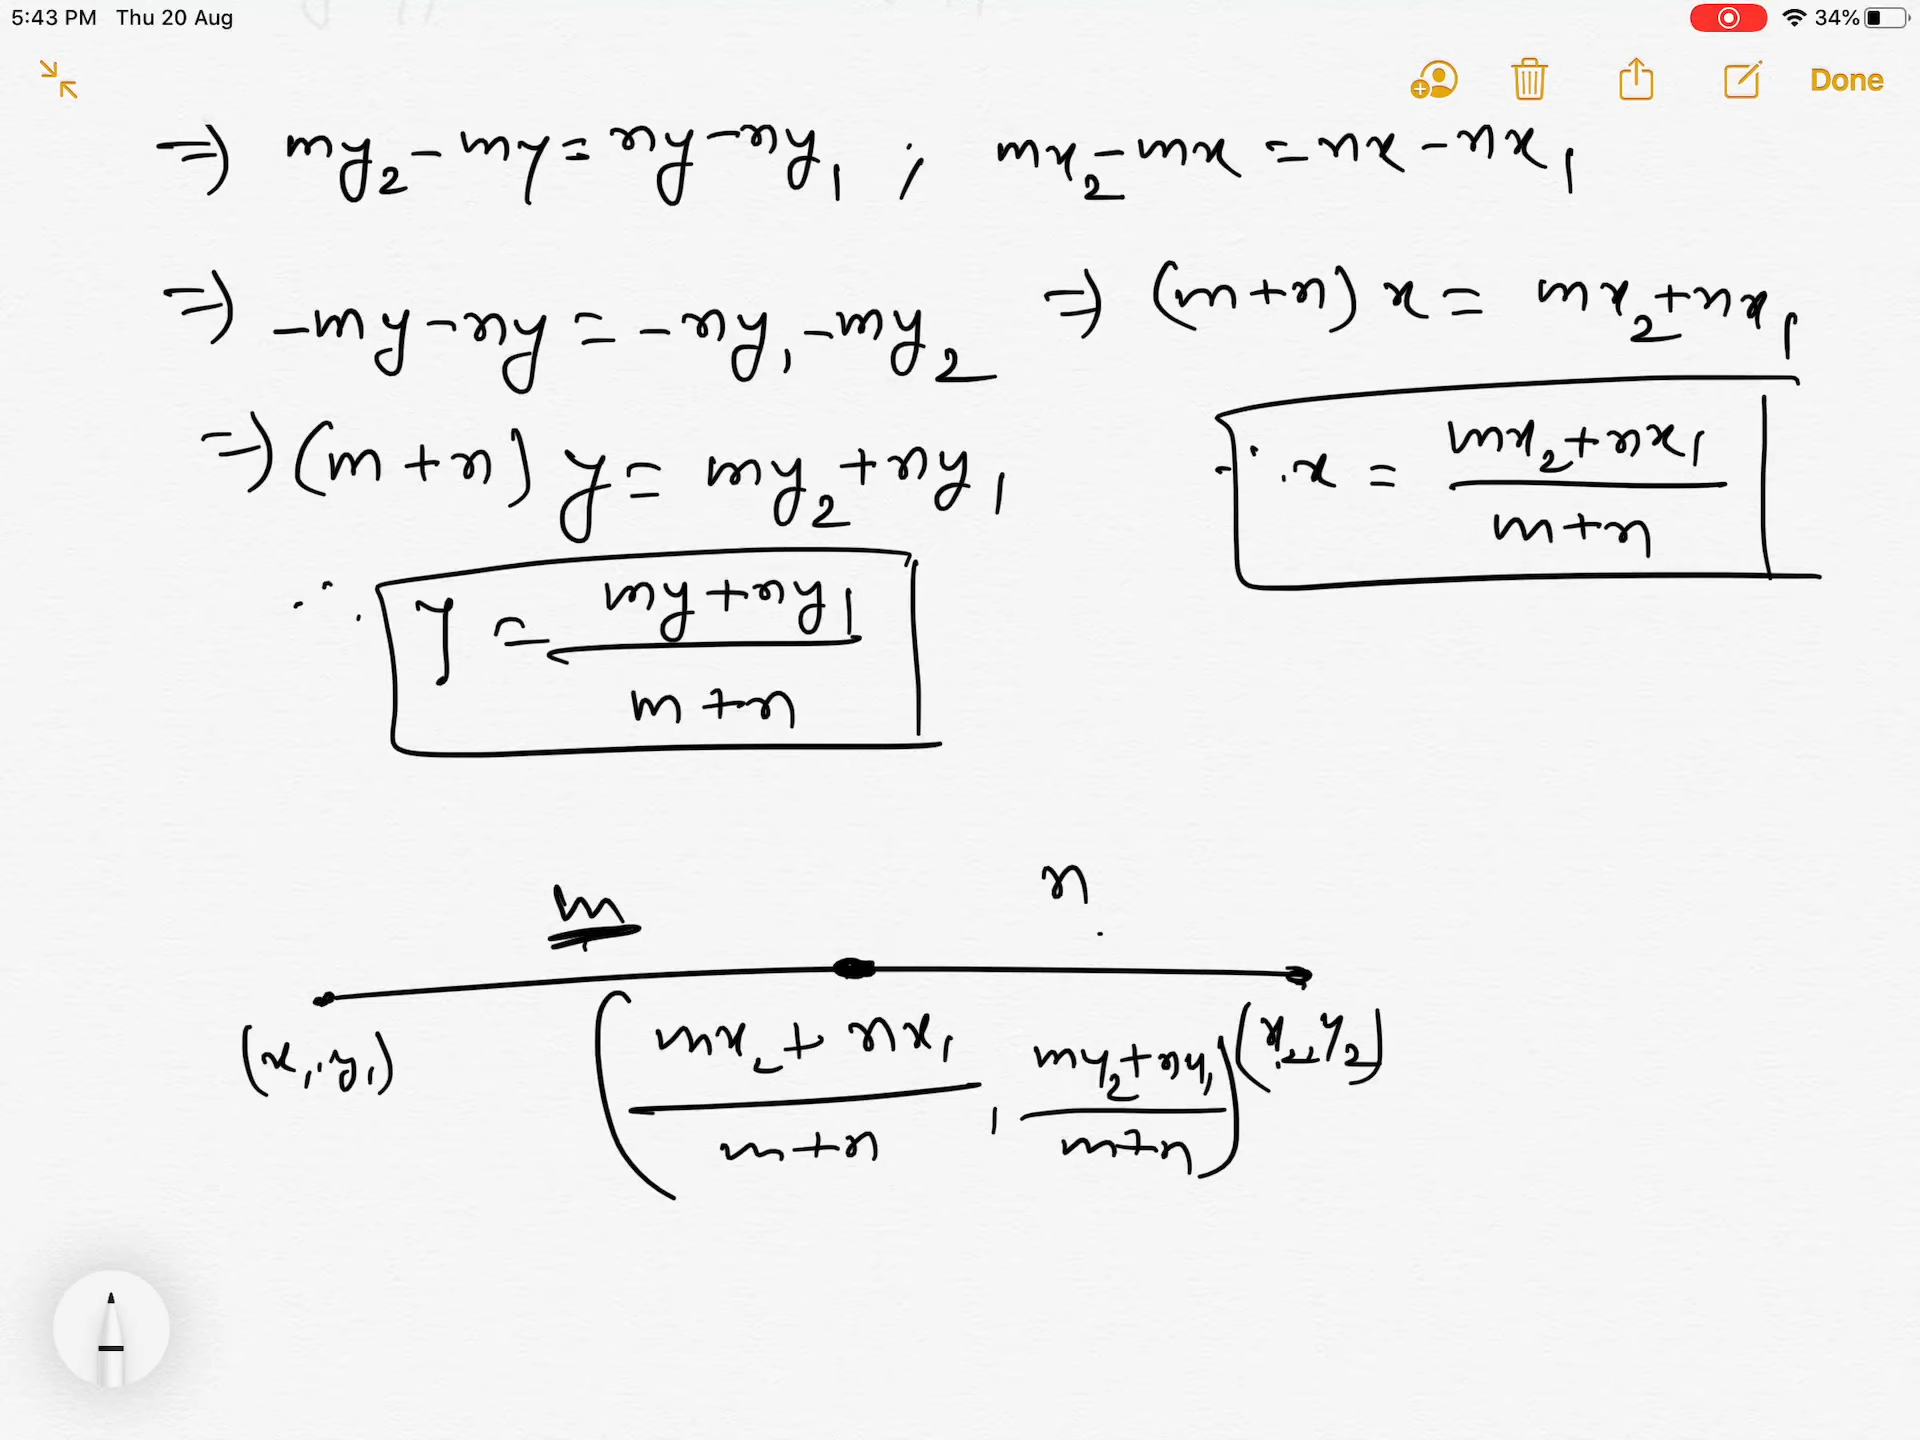 5:43 PM Thu 20 Aug 34%
Done
=> my₂ - my = ny - ny₁ ; mx₂ - mx = nx - nx₁
=> -my - ny = -ny₁ - my₂ => (m+n) x = mx₂ + nx₁
=> (m+n) y = my₂ + ny₁ ∴ x = (mx₂ + nx₁)/(m+n)
∴ y = (my + ny₁)/(m+n)
m n
(x₁, y₁) ((mx₂ + nx₁)/(m+n), (my₂ + ny₁)/(m+n)) (x₂, y₂)